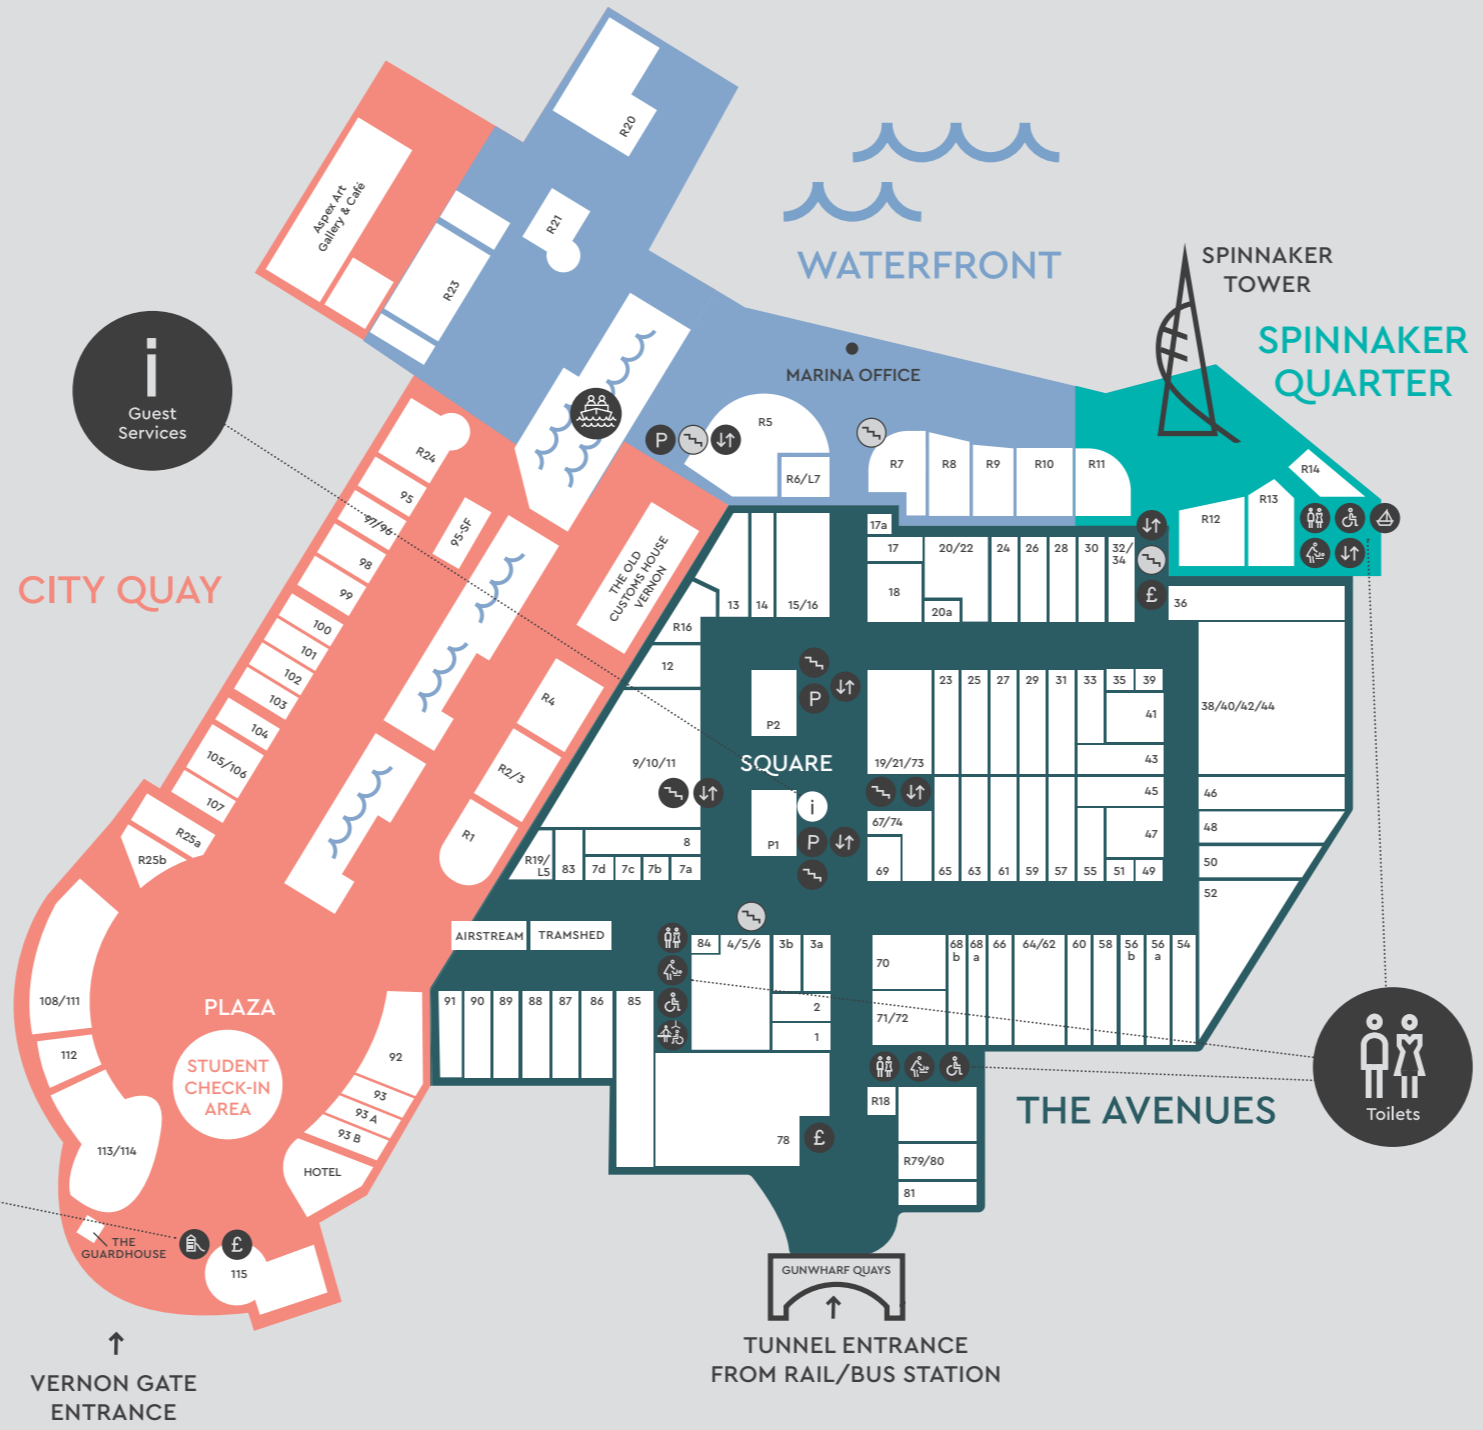 R20
WATERFRONT
Aspex Art
Gallery & Café
R21
R23
SPINNAKER
TOWER
SPINNAKER
QUARTER
i
Guest
Services
MARINA OFFICE
P
R5
R6/L7
R7
R8
R9
R10
R11
R12
R13
R14
R24
95
97/96
98
99
100
101
102
103
104
105/106
107
R25a
R25b
95-SF
CITY QUAY
THE OLD
CUSTOMS HOUSE
VERNON
R4
R2/3
R1
R16
12
13
14
15/16
17a
17
18
20/22
20a
24
26
28
30
32/
34
£
36
38/40/42/44
46
48
50
52
9/10/11
8
R19/
L5
83
7d
7c
7b
7a
P2
P
SQUARE
i
P1
P
19/21/73
23
25
27
29
31
33
35
39
41
43
45
47
67/74
69
65
63
61
59
57
55
51
49
AIRSTREAM
TRAMSHED
84
4/5/6
3b
3a
2
1
70
71/72
68
b
68
a
66
64/62
60
58
56
b
56
a
54
91
90
89
88
87
86
85
78
£
R18
R79/80
81
THE AVENUES
Toilets
108/111
112
113/114
PLAZA
STUDENT
CHECK-IN
AREA
92
93
93 A
93 B
HOTEL
THE
GUARDHOUSE
£
115
GUNWHARF QUAYS
TUNNEL ENTRANCE
FROM RAIL/BUS STATION
VERNON GATE
ENTRANCE